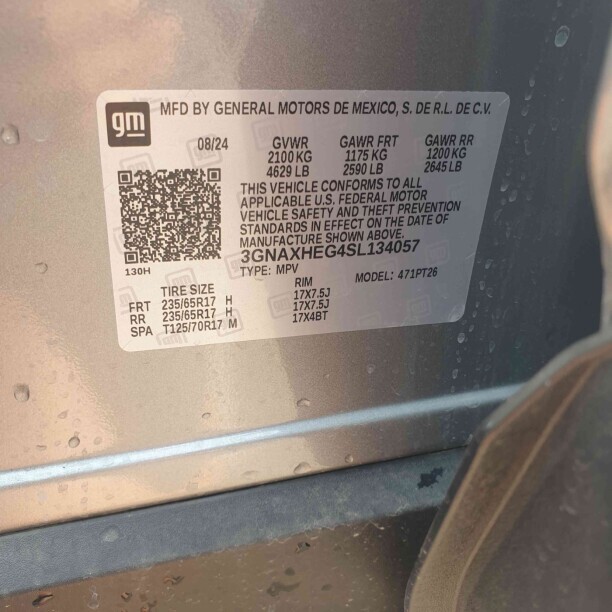 gm
MFD BY GENERAL MOTORS DE MEXICO, S. DE R.L. DE C.V.
08/24 GVWR GAWR FRT GAWR RR
2100 KG 1175 KG 1200 KG
4629 LB 2590 LB 2645 LB
THIS VEHICLE CONFORMS TO ALL
APPLICABLE U.S. FEDERAL MOTOR
VEHICLE SAFETY AND THEFT PREVENTION
STANDARDS IN EFFECT ON THE DATE OF
MANUFACTURE SHOWN ABOVE.
3GNAXHEG4SL134057
130H TYPE: MPV MODEL: 471PT26
TIRE SIZE RIM
FRT 235/65R17 H 17X7.5J
RR 235/65R17 H 17X7.5J
SPA T125/70R17 M 17X4BT